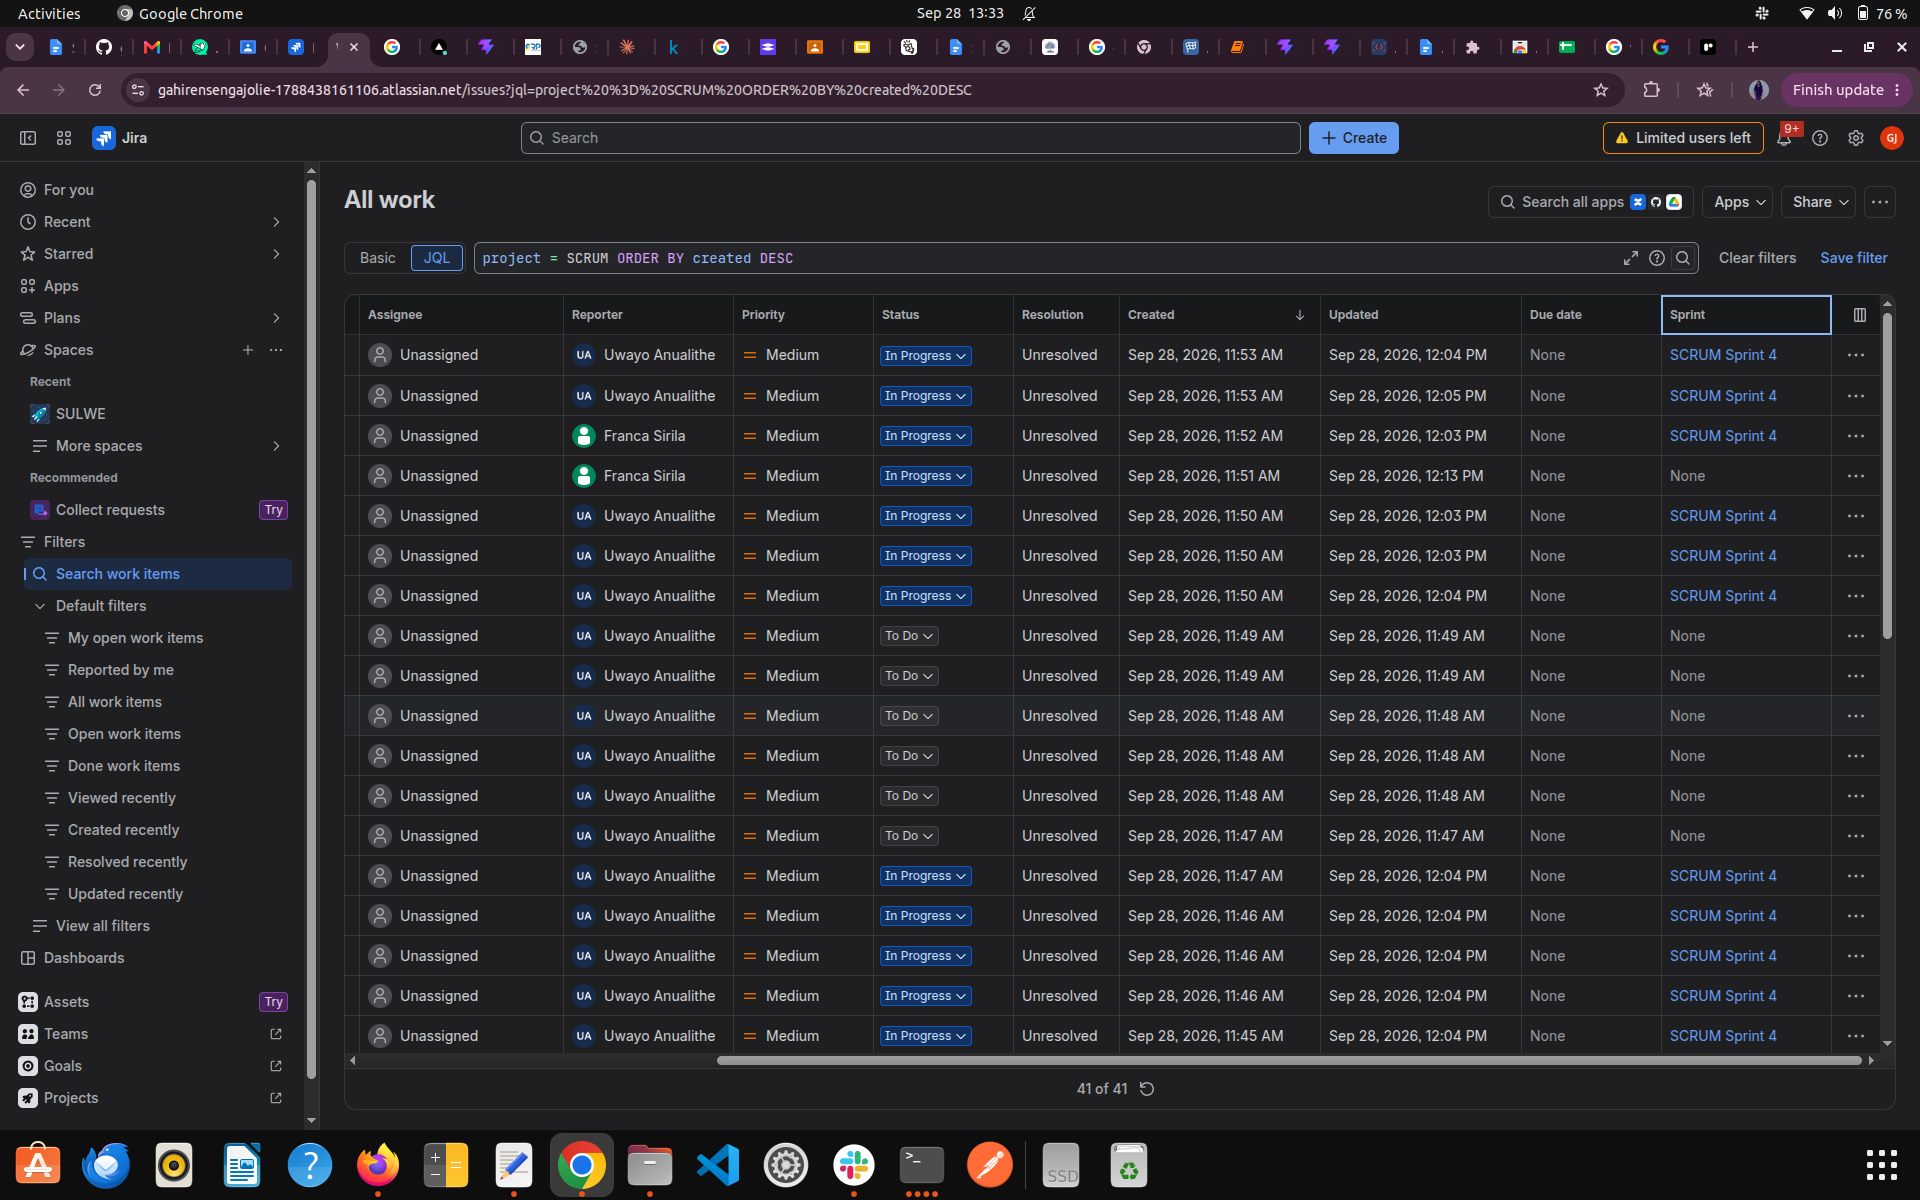 Activities
Google Chrome
Sep 28 13:33
76 %
gahirensengajolie-1788438161106.atlassian.net/issues?jql=project%20%3D%20SCRUM%20ORDER%20BY%20created%20DESC
Finish update
Jira
Search
Create
Limited users left
9+
GJ
For you
Recent
Starred
Apps
Plans
Spaces
Recent
SULWE
More spaces
Recommended
Collect requests
Try
Filters
Search work items
Default filters
My open work items
Reported by me
All work items
Open work items
Done work items
Viewed recently
Created recently
Resolved recently
Updated recently
View all filters
Dashboards
Assets
Try
Teams
Goals
Projects
All work
Search all apps
Apps
Share
Basic
JQL
project = SCRUM ORDER BY created DESC
Clear filters
Save filter
Assignee Reporter Priority Status Resolution Created Updated Due date Sprint
Unassigned UA Uwayo Anualithe Medium In Progress Unresolved Sep 28, 2026, 11:53 AM Sep 28, 2026, 12:04 PM None SCRUM Sprint 4
Unassigned UA Uwayo Anualithe Medium In Progress Unresolved Sep 28, 2026, 11:53 AM Sep 28, 2026, 12:05 PM None SCRUM Sprint 4
Unassigned Franca Sirila Medium In Progress Unresolved Sep 28, 2026, 11:52 AM Sep 28, 2026, 12:03 PM None SCRUM Sprint 4
Unassigned Franca Sirila Medium In Progress Unresolved Sep 28, 2026, 11:51 AM Sep 28, 2026, 12:13 PM None None
Unassigned UA Uwayo Anualithe Medium In Progress Unresolved Sep 28, 2026, 11:50 AM Sep 28, 2026, 12:03 PM None SCRUM Sprint 4
Unassigned UA Uwayo Anualithe Medium In Progress Unresolved Sep 28, 2026, 11:50 AM Sep 28, 2026, 12:03 PM None SCRUM Sprint 4
Unassigned UA Uwayo Anualithe Medium In Progress Unresolved Sep 28, 2026, 11:50 AM Sep 28, 2026, 12:04 PM None SCRUM Sprint 4
Unassigned UA Uwayo Anualithe Medium To Do Unresolved Sep 28, 2026, 11:49 AM Sep 28, 2026, 11:49 AM None None
Unassigned UA Uwayo Anualithe Medium To Do Unresolved Sep 28, 2026, 11:49 AM Sep 28, 2026, 11:49 AM None None
Unassigned UA Uwayo Anualithe Medium To Do Unresolved Sep 28, 2026, 11:48 AM Sep 28, 2026, 11:48 AM None None
Unassigned UA Uwayo Anualithe Medium To Do Unresolved Sep 28, 2026, 11:48 AM Sep 28, 2026, 11:48 AM None None
Unassigned UA Uwayo Anualithe Medium To Do Unresolved Sep 28, 2026, 11:48 AM Sep 28, 2026, 11:48 AM None None
Unassigned UA Uwayo Anualithe Medium To Do Unresolved Sep 28, 2026, 11:47 AM Sep 28, 2026, 11:47 AM None None
Unassigned UA Uwayo Anualithe Medium In Progress Unresolved Sep 28, 2026, 11:47 AM Sep 28, 2026, 12:04 PM None SCRUM Sprint 4
Unassigned UA Uwayo Anualithe Medium In Progress Unresolved Sep 28, 2026, 11:46 AM Sep 28, 2026, 12:04 PM None SCRUM Sprint 4
Unassigned UA Uwayo Anualithe Medium In Progress Unresolved Sep 28, 2026, 11:46 AM Sep 28, 2026, 12:04 PM None SCRUM Sprint 4
Unassigned UA Uwayo Anualithe Medium In Progress Unresolved Sep 28, 2026, 11:46 AM Sep 28, 2026, 12:04 PM None SCRUM Sprint 4
Unassigned UA Uwayo Anualithe Medium In Progress Unresolved Sep 28, 2026, 11:45 AM Sep 28, 2026, 12:04 PM None SCRUM Sprint 4
41 of 41
SSD